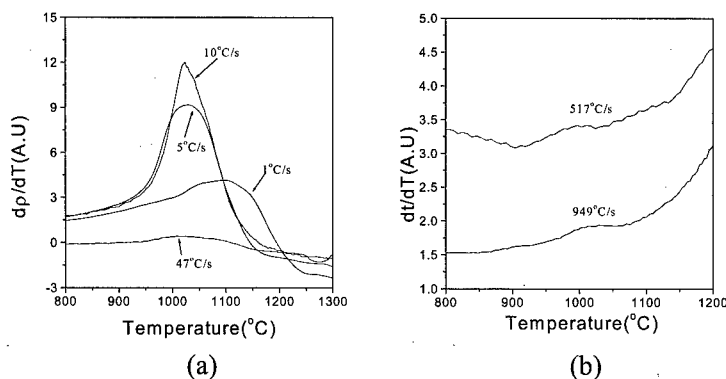 15
12
9
6
3
0
-3
dρ/dT(A.U)
10°C/s
5°C/s
1°C/s
47°C/s
800 900 1000 1100 1200 1300
Temperature(°C)
(a)
5.0
4.5
4.0
3.5
3.0
2.5
2.0
1.5
1.0
dt/dT(A.U)
517°C/s
949°C/s
800 900 1000 1100 1200
Temperature(°C)
(b)